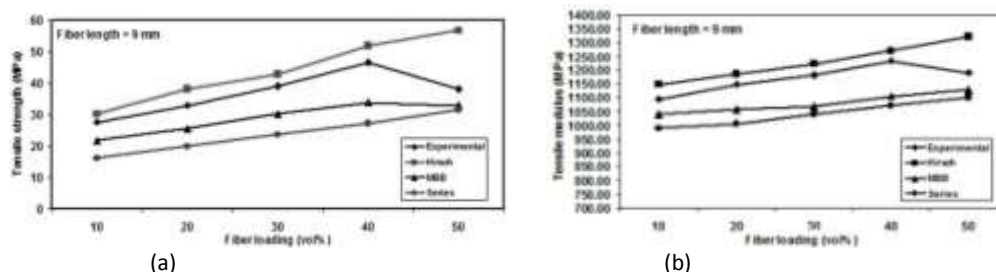 Fiber length = 9 mm
Tensile strength (MPa)
60
50
40
30
20
10
0
Experimental
Hirsch
MBB
Series
10 20 30 40 50
Fiber loading (vol%)
(a)
Fiber length = 9 mm
Tensile modulus (MPa)
1400.00
1350.00
1300.00
1250.00
1200.00
1150.00
1100.00
1050.00
1000.00
950.00
900.00
850.00
800.00
750.00
700.00
Experimental
Hirsch
MBB
Series
10 20 30 40 50
Fiber loading (vol%)
(b)